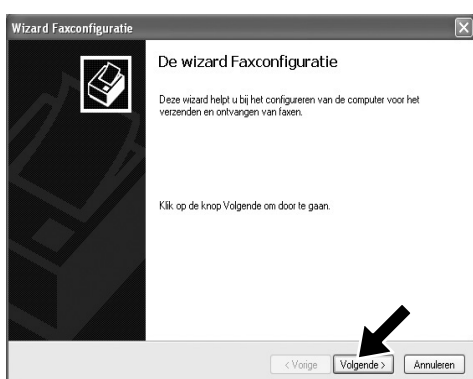 Wizard Faxconfiguratie
De wizard Faxconfiguratie
Deze wizard helpt u bij het configureren van de computer voor het
verzenden en ontvangen van faxen.
Klik op de knop Volgende om door te gaan.
< Vorige Volgende > Annuleren